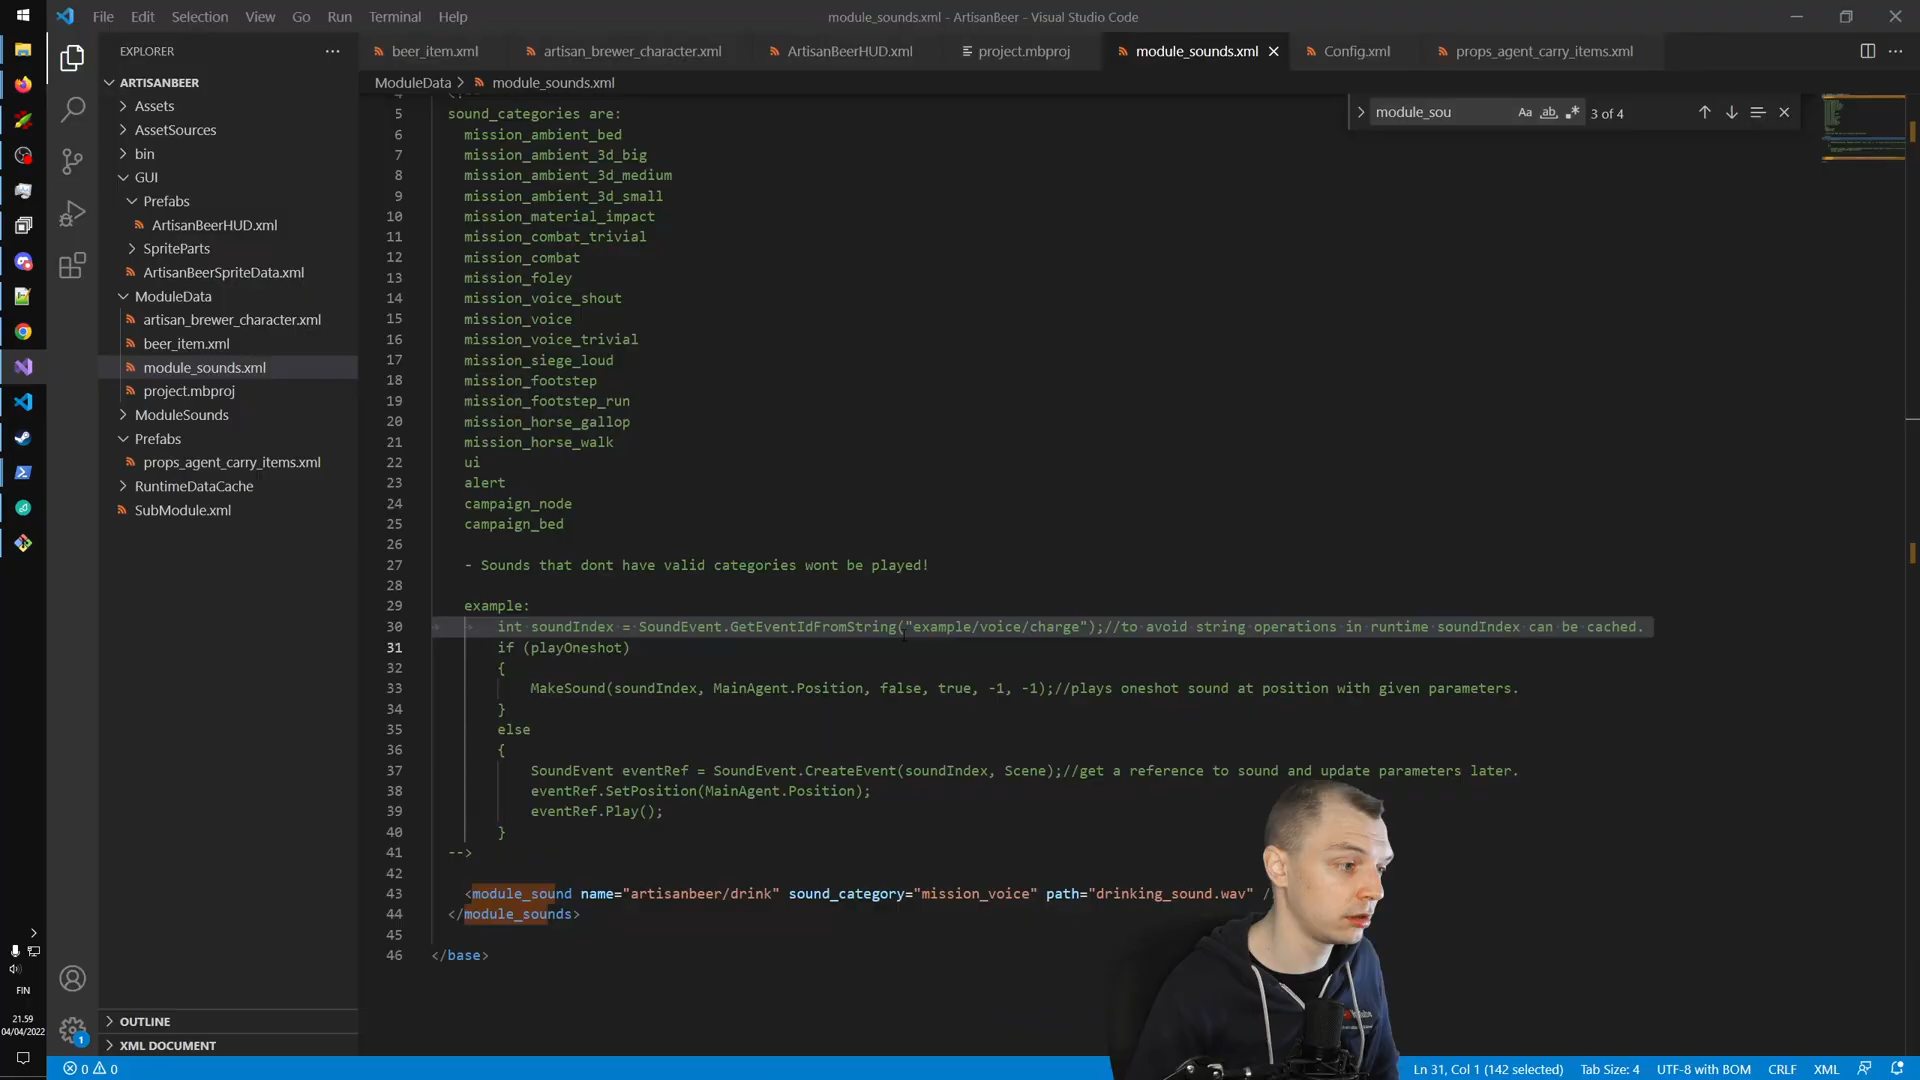 File Edit Selection View Go Run Terminal Help
module_sounds.xml - ArtisanBeer - Visual Studio Code
EXPLORER
beer_item.xml artisan_brewer_character.xml ArtisanBeerHUD.xml project.mbproj module_sounds.xml Config.xml props_agent_carry_items.xml
ModuleData > module_sounds.xml
module_sou Aa ab 3 of 4
ARTISANBEER
Assets
AssetSources
bin
GUI
Prefabs
ArtisanBeerHUD.xml
SpriteParts
ArtisanBeerSpriteData.xml
ModuleData
artisan_brewer_character.xml
beer_item.xml
module_sounds.xml
project.mbproj
ModuleSounds
Prefabs
props_agent_carry_items.xml
RuntimeDataCache
SubModule.xml
OUTLINE
XML DOCUMENT
5 sound_categories are:
6 mission_ambient_bed
7 mission_ambient_3d_big
8 mission_ambient_3d_medium
9 mission_ambient_3d_small
10 mission_material_impact
11 mission_combat_trivial
12 mission_combat
13 mission_foley
14 mission_voice_shout
15 mission_voice
16 mission_voice_trivial
17 mission_siege_loud
18 mission_footstep
19 mission_footstep_run
20 mission_horse_gallop
21 mission_horse_walk
22 ui
23 alert
24 campaign_node
25 campaign_bed
26
27 - Sounds that dont have valid categories wont be played!
28
29 example:
30 int soundIndex = SoundEvent.GetEventIdFromString("example/voice/charge");//to avoid string operations in runtime soundIndex can be cached.
31 if (playOneshot)
32 {
33 MakeSound(soundIndex, MainAgent.Position, false, true, -1, -1);//plays oneshot sound at position with given parameters.
34 }
35 else
36 {
37 SoundEvent eventRef = SoundEvent.CreateEvent(soundIndex, Scene);//get a reference to sound and update parameters later.
38 eventRef.SetPosition(MainAgent.Position);
39 eventRef.Play();
40 }
41 -->
42
43 <module_sound name="artisanbeer/drink" sound_category="mission_voice" path="drinking_sound.wav" /
44 </module_sounds>
45
46 </base>
FIN
21.59
04/04/2022
1
0 0
Ln 31, Col 1 (142 selected) Tab Size: 4 UTF-8 with BOM CRLF XML